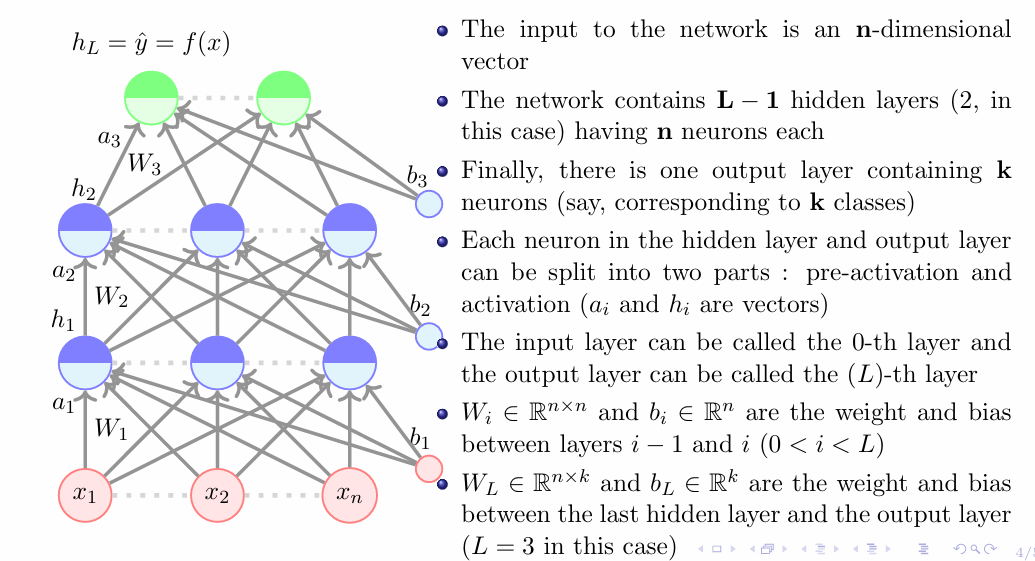 h_L = ŷ = f(x)
a_3
W_3
h_2
b_3
a_2
W_2
h_1
b_2
a_1
W_1
b_1
x_1 x_2 x_n
• The input to the network is an n-dimensional
vector
• The network contains L − 1 hidden layers (2, in
this case) having n neurons each
• Finally, there is one output layer containing k
neurons (say, corresponding to k classes)
• Each neuron in the hidden layer and output layer
can be split into two parts : pre-activation and
activation (a_i and h_i are vectors)
• The input layer can be called the 0-th layer and
the output layer can be called the (L)-th layer
• W_i ∈ ℝ^{n×n} and b_i ∈ ℝ^n are the weight and bias
between layers i − 1 and i (0 < i < L)
• W_L ∈ ℝ^{n×k} and b_L ∈ ℝ^k are the weight and bias
between the last hidden layer and the output layer
(L = 3 in this case)